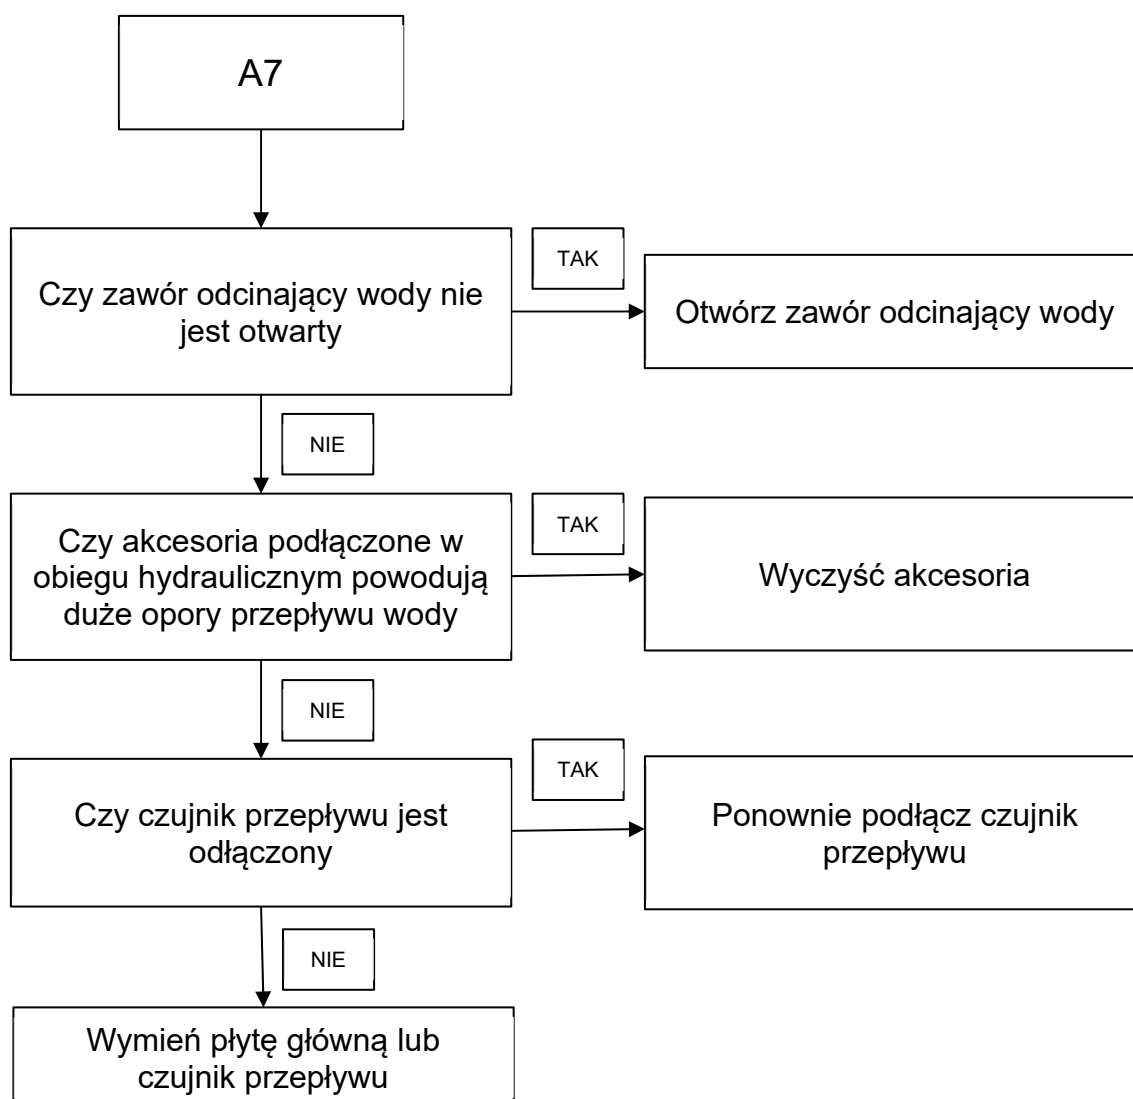 A7
Czy zawór odcinający wody nie
jest otwarty
TAK
Otwórz zawór odcinający wody
NIE
Czy akcesoria podłączone w
obiegu hydraulicznym powodują
duże opory przepływu wody
TAK
Wyczyść akcesoria
NIE
Czy czujnik przepływu jest
odłączony
TAK
Ponownie podłącz czujnik
przepływu
NIE
Wymień płytę główną lub
czujnik przepływu